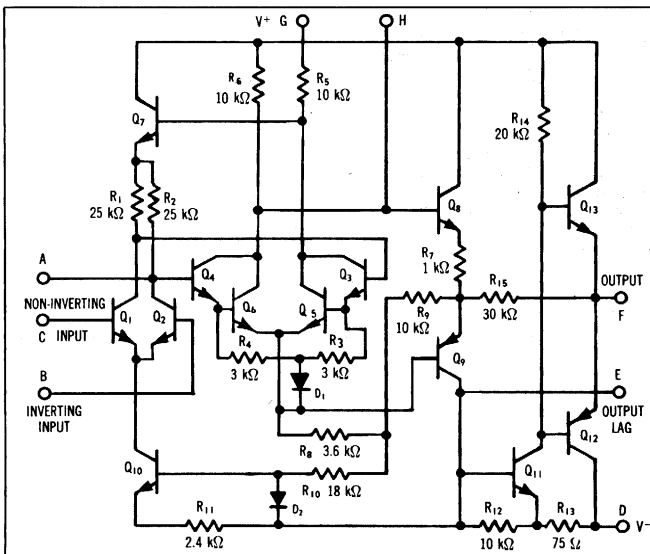 V+ G H
R6
10 kΩ
R5
10 kΩ
R14
20 kΩ
Q7
R1
25 kΩ
R2
25 kΩ
Q8
Q13
A
Q4
Q6
Q5
Q3
R7
1 kΩ
R15
30 kΩ
OUTPUT
F
NON-INVERTING
C INPUT
Q1
Q2
R9
10 kΩ
R4
3 kΩ
R3
3 kΩ
D1
Q9
B
INVERTING
INPUT
E
OUTPUT
LAG
R8
3.6 kΩ
Q12
Q10
R10
18 kΩ
Q11
D2
R11
2.4 kΩ
R12
10 kΩ
R13
75 Ω
D
V-